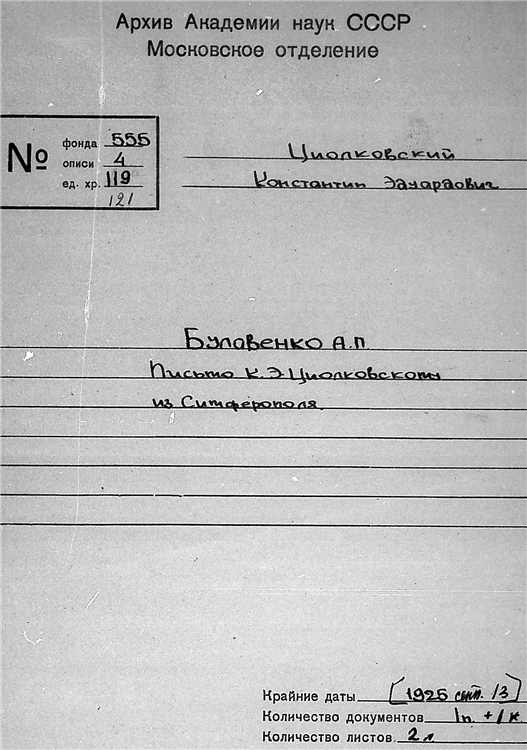 Архив Академии наук СССР
Московское отделение
№
фонда 555
описи 4
ед. хр. 119
121
Циолковский
Константин Эдуардович
Булавенко А.П.
Письмо К.Э.Циолковскому
из Симферополя.
Крайние даты [1925 сент. 13]
Количество документов 1п. + 1к
Количество листов 2л